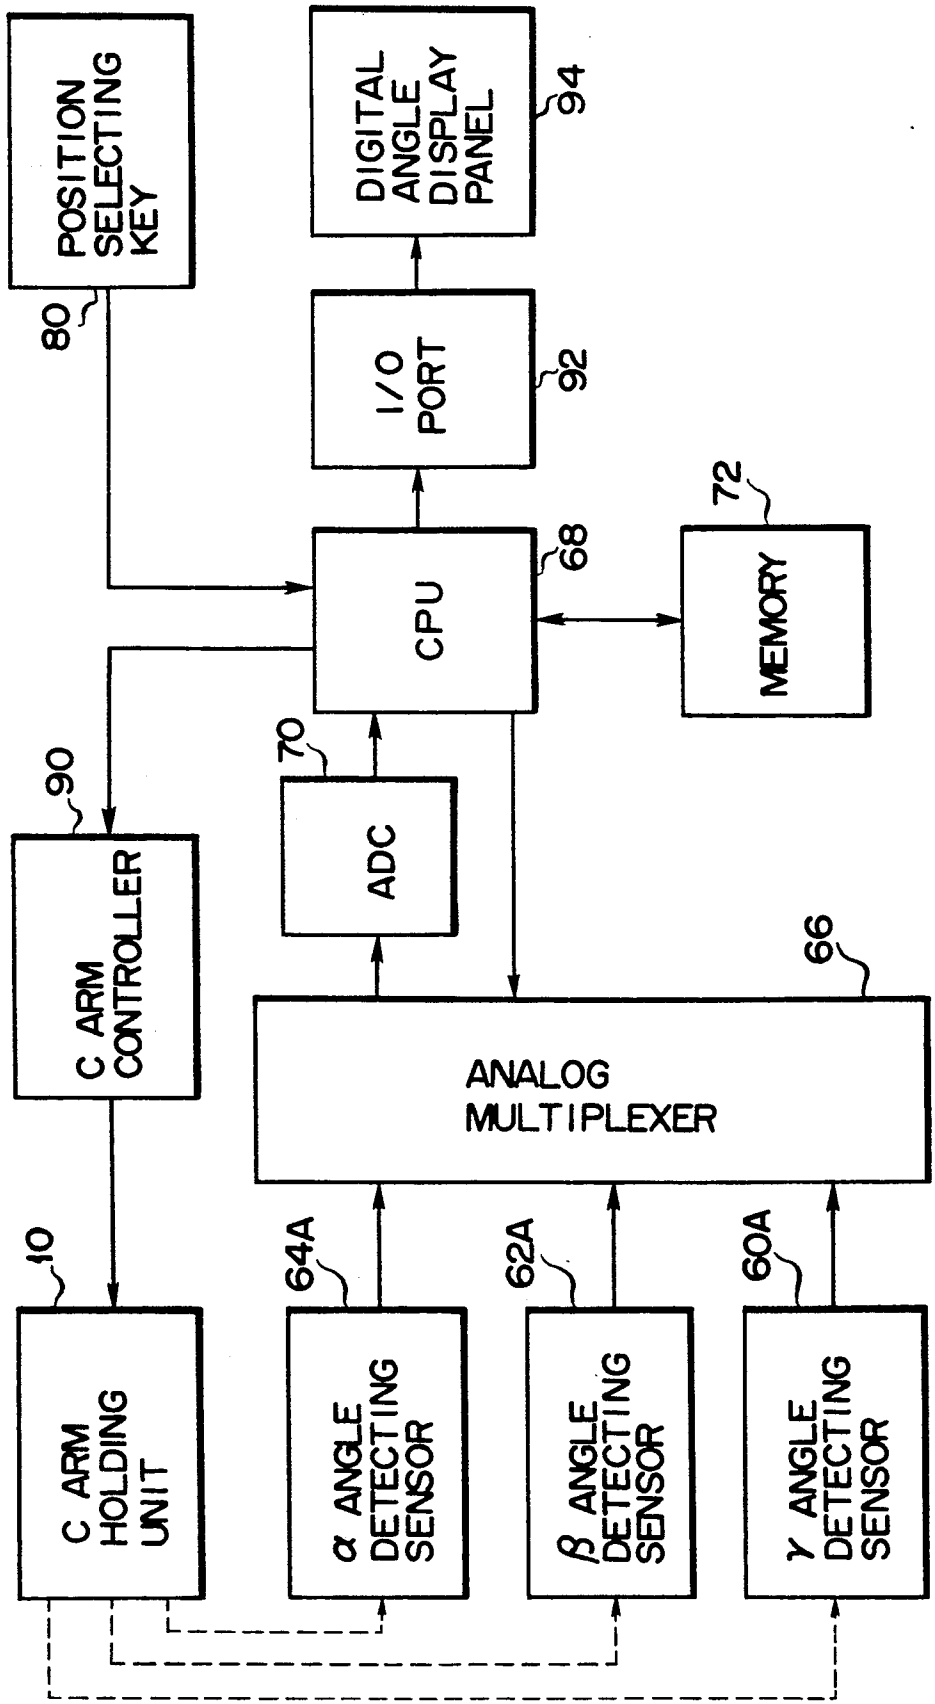 10
C ARM
HOLDING
UNIT
90
C ARM
CONTROLLER
80
POSITION
SELECTING
KEY
64A
α ANGLE
DETECTING
SENSOR
62A
β ANGLE
DETECTING
SENSOR
60A
γ ANGLE
DETECTING
SENSOR
ANALOG
MULTIPLEXER
66
70
ADC
CPU
68
MEMORY
72
I/O
PORT
92
DIGITAL
ANGLE
DISPLAY
PANEL
94